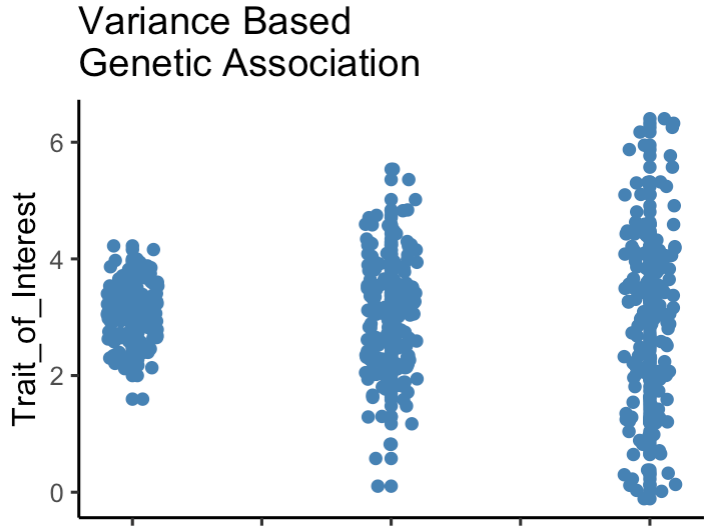 Variance Based
Genetic Association
Trait_of_Interest
6
4
2
0